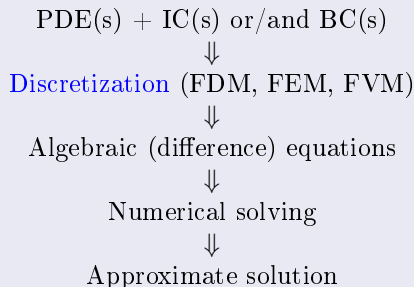 PDE(s) + IC(s) or/and BC(s)
⇓
Discretization (FDM, FEM, FVM)
⇓
Algebraic (difference) equations
⇓
Numerical solving
⇓
Approximate solution